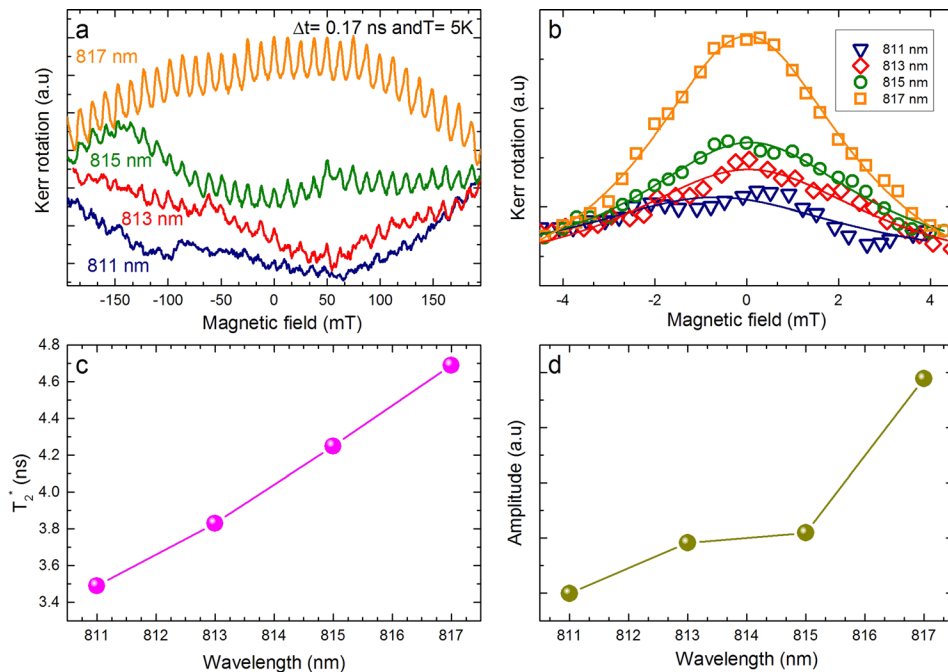 a
Δt= 0.17 ns andT= 5K
817 nm
815 nm
813 nm
811 nm
Kerr rotation (a.u)
-150 -100 -50 0 50 100 150
Magnetic field (mT)
b
811 nm
813 nm
815 nm
817 nm
Kerr rotation (a.u)
-4 -2 0 2 4
Magnetic field (mT)
c
4.8
4.6
4.4
4.2
4.0
3.8
3.6
3.4
T2* (ns)
811 812 813 814 815 816 817
Wavelength (nm)
d
Amplitude (a.u)
811 812 813 814 815 816 817
Wavelength (nm)